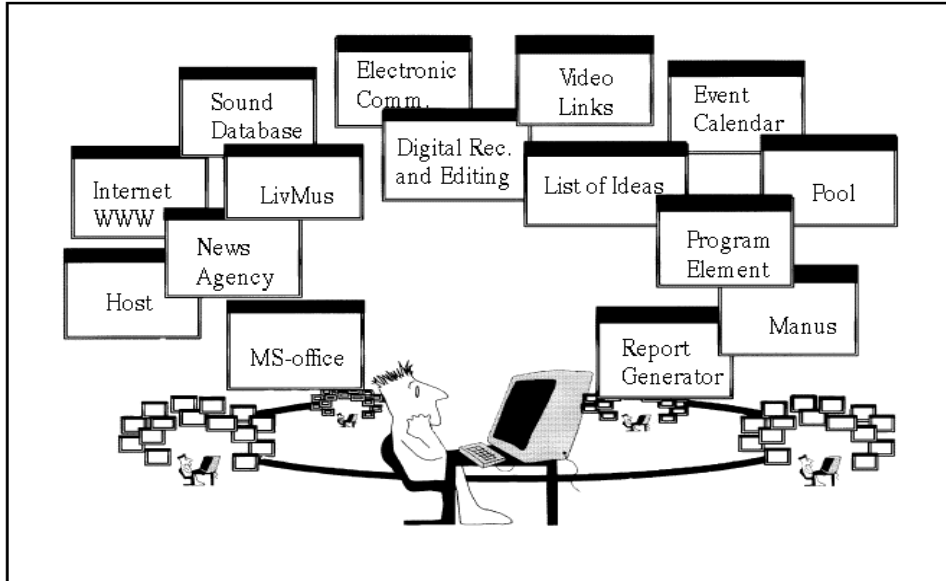 Electronic
Comm.
Video
Links
Event
Calendar
Sound
Database
Digital Rec.
and Editing
List of Ideas
Pool
Internet
WWW
LivMus
News
Agency
Program
Element
Host
Manus
MS-office
Report
Generator